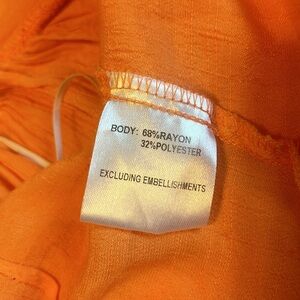 BODY: 68%RAYON
32%POLYESTER
EXCLUDING EMBELLISHMENTS